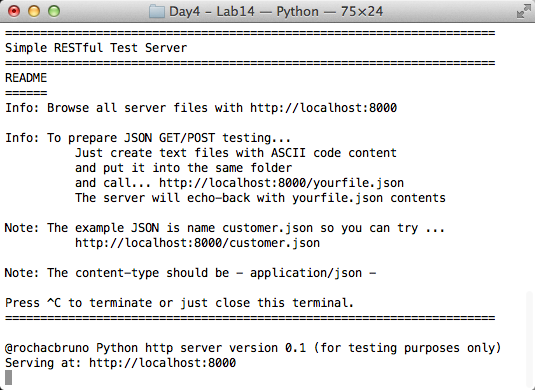 Day4 – Lab14 — Python — 75×24
======================================================================
Simple RESTful Test Server
======================================================================
README
======
Info: Browse all server files with http://localhost:8000
Info: To prepare JSON GET/POST testing...
Just create text files with ASCII code content
and put it into the same folder
and call... http://localhost:8000/yourfile.json
The server will echo-back with yourfile.json contents
Note: The example JSON is name customer.json so you can try ...
http://localhost:8000/customer.json
Note: The content-type should be - application/json -
Press ^C to terminate or just close this terminal.
======================================================================
@rochacbruno Python http server version 0.1 (for testing purposes only)
Serving at: http://localhost:8000